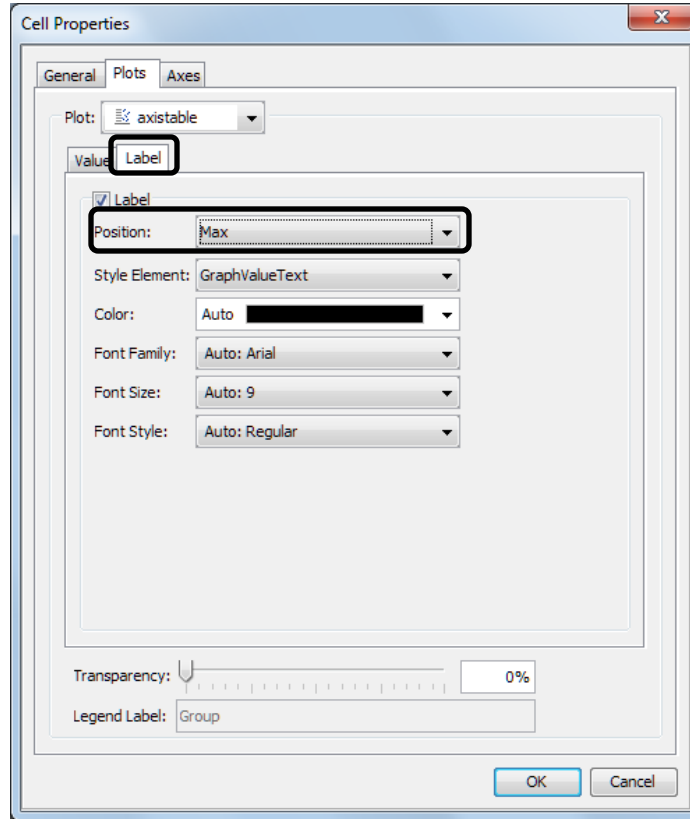 Cell Properties
General Plots Axes
Plot: axistable
Value Label
Label
Position: Max
Style Element: GraphValueText
Color: Auto
Font Family: Auto: Arial
Font Size: Auto: 9
Font Style: Auto: Regular
Transparency: 0%
Legend Label: Group
OK Cancel